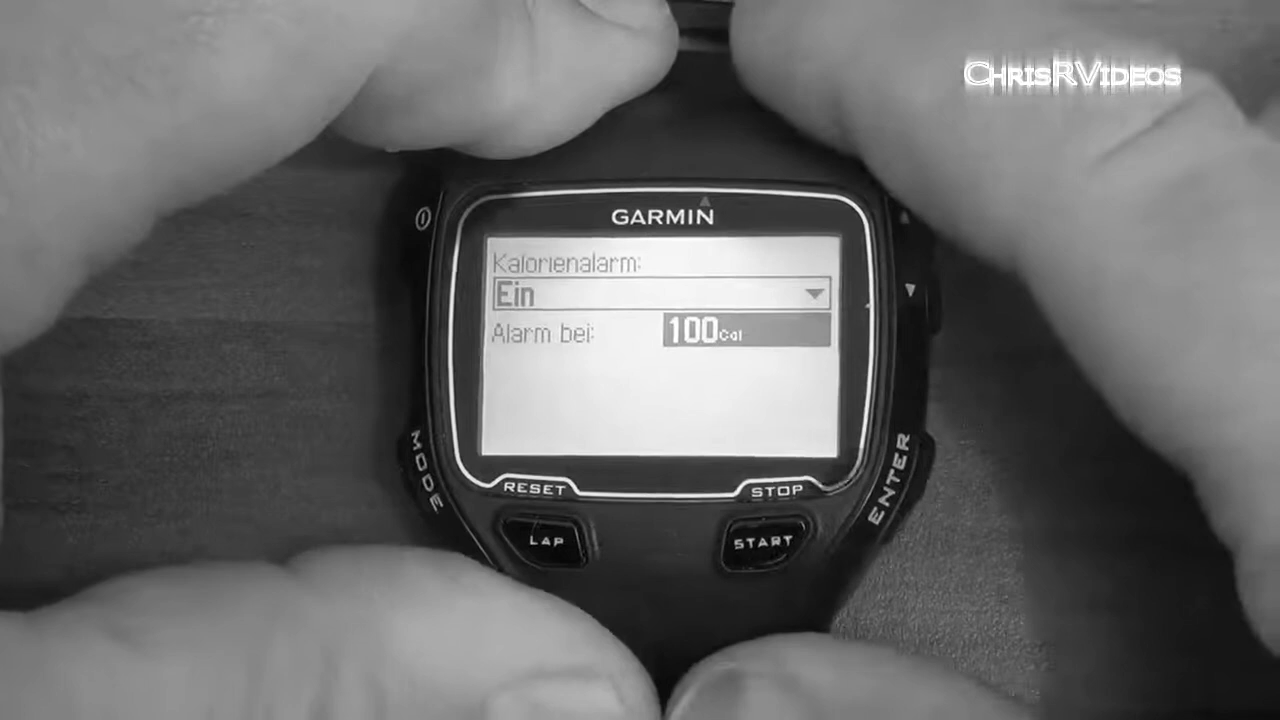 ChrisRVideos
GARMIN
Kalorienalarm:
Ein
Alarm bei: 100Cal
MODE
ENTER
RESET
STOP
LAP
START